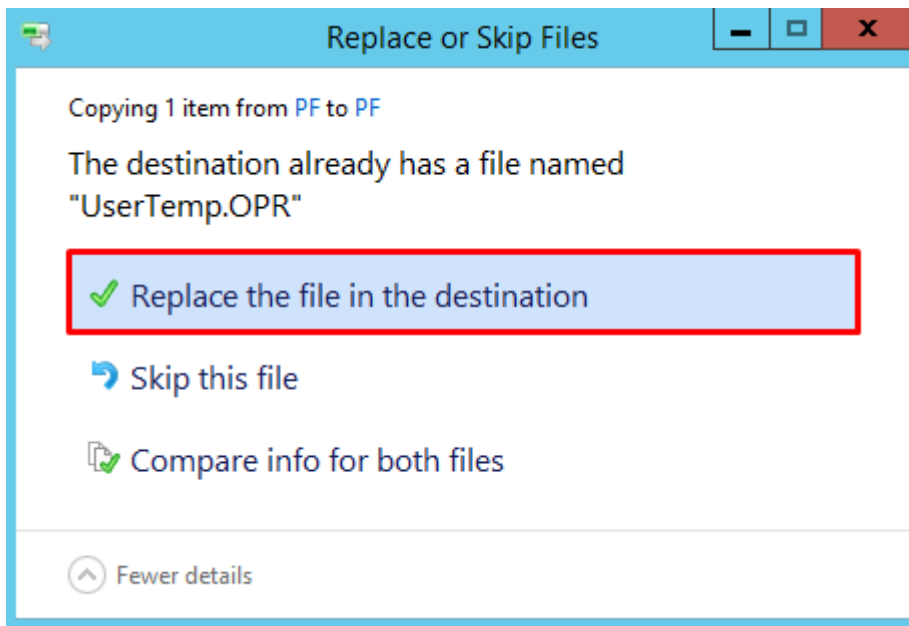 Replace or Skip Files
Copying 1 item from PF to PF
The destination already has a file named
"UserTemp.OPR"
Replace the file in the destination
Skip this file
Compare info for both files
Fewer details